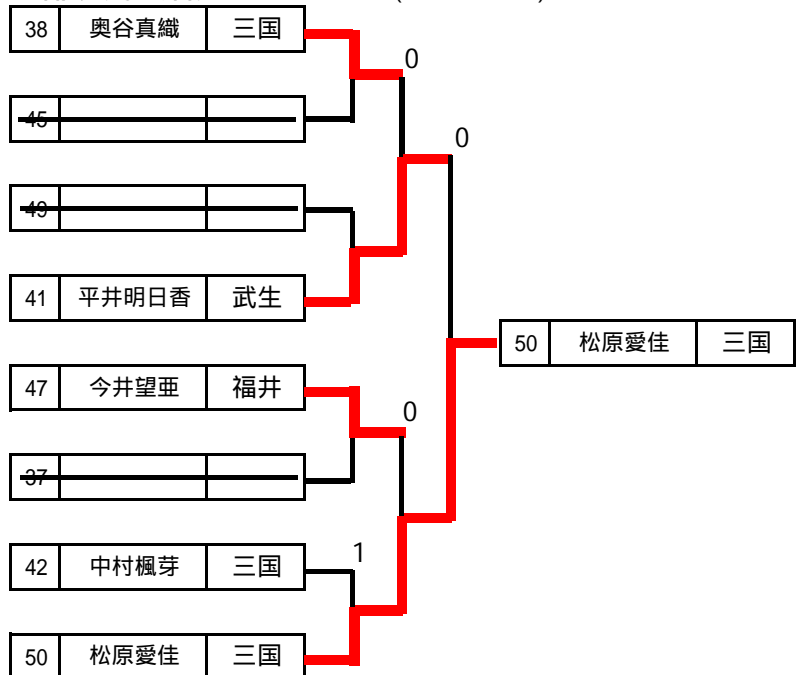 38 奥谷真織 三国
0
45
0
49
41 平井明日香 武生
50 松原愛佳 三国
47 今井望亜 福井
0
37
42 中村楓芽 三国
1
50 松原愛佳 三国